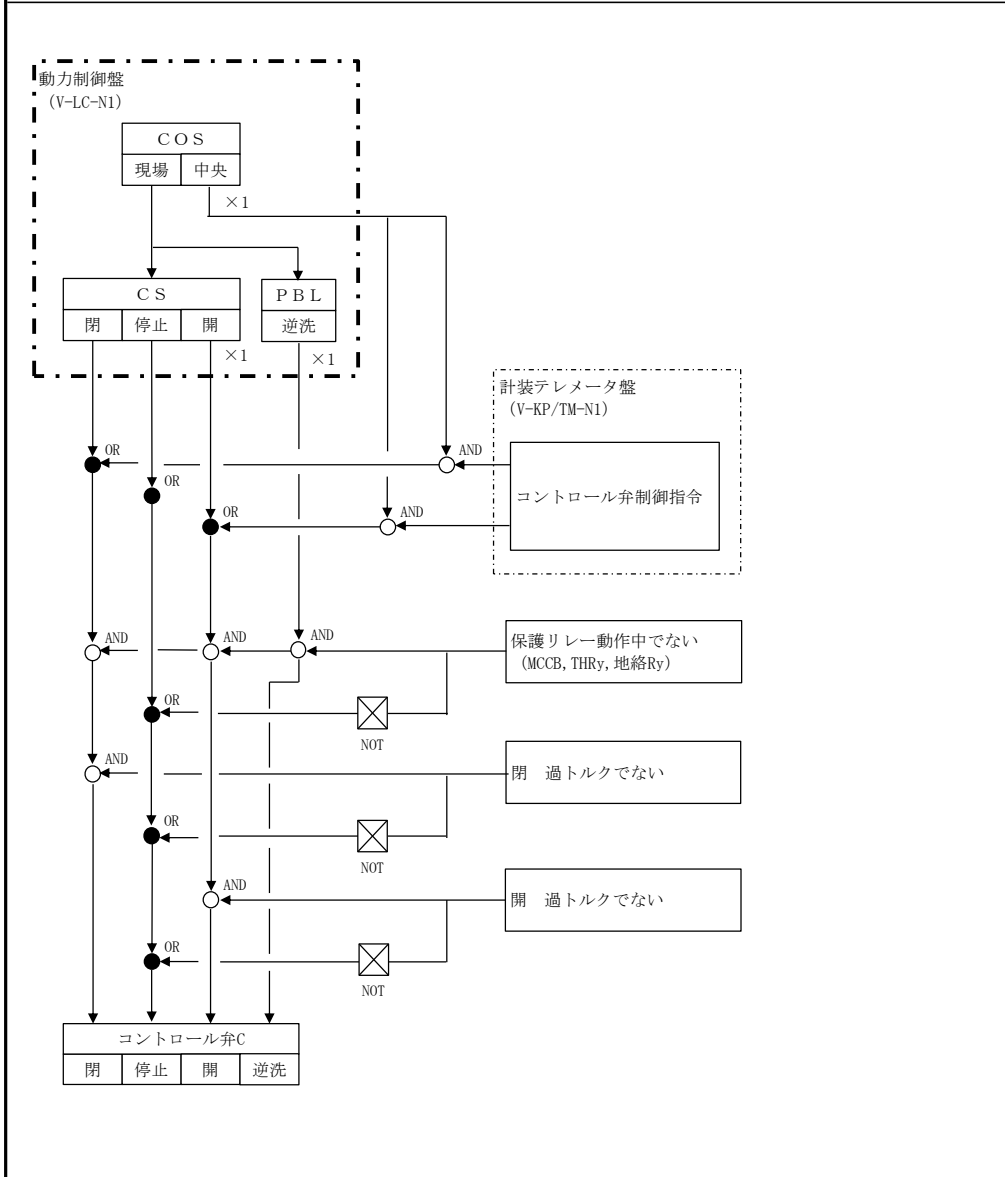 動力制御盤
(V-LC-N1)
COS
現場 中央
×1
CS
閉 停止 開
×1
PBL
逆洗
×1
計装テレメータ盤
(V-KP/TM-N1)
コントロール弁制御指令
OR
AND
OR
OR
AND
AND
AND
AND
保護リレー動作中でない
(MCCB,THRy,地絡Ry)
OR
NOT
AND
閉 過トルクでない
OR
NOT
AND
開 過トルクでない
OR
NOT
コントロール弁C
閉 停止 開 逆洗